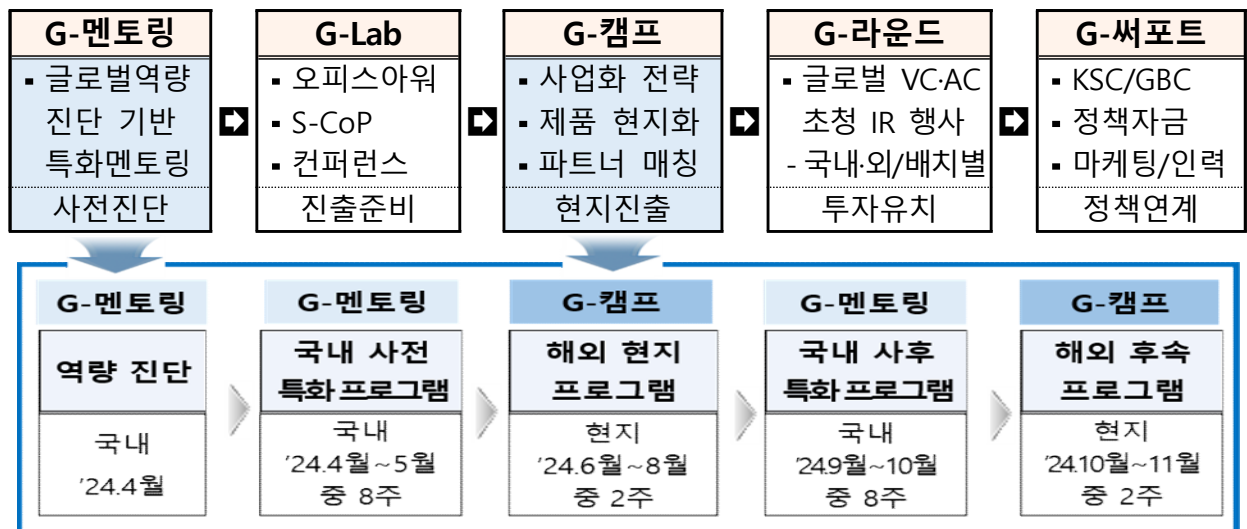 G-멘토링
▪ 글로벌역량
진단 기반
특화멘토링
사전진단
G-Lab
▪ 오피스아워
▪ S-CoP
▪ 컨퍼런스
진출준비
G-캠프
▪ 사업화 전략
▪ 제품 현지화
▪ 파트너 매칭
현지진출
G-라운드
▪ 글로벌 VC·AC
초청 IR 행사
- 국내·외/배치별
투자유치
G-써포트
▪ KSC/GBC
▪ 정책자금
▪ 마케팅/인력
정책연계
G-멘토링
역량 진단
국내
'24.4월
G-멘토링
국내 사전
특화 프로그램
국내
'24.4월~5월
중 8주
G-캠프
해외 현지
프로그램
현지
'24.6월~8월
중 2주
G-멘토링
국내 사후
특화 프로그램
국내
'24.9월~10월
중 8주
G-캠프
해외 후속
프로그램
현지
'24.10월~11월
중 2주